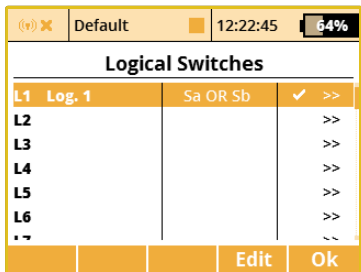 Default 12:22:45 64%
Logical Switches
L1 Log. 1 Sa OR Sb >>
L2 >>
L3 >>
L4 >>
L5 >>
L6 >>
Edit Ok